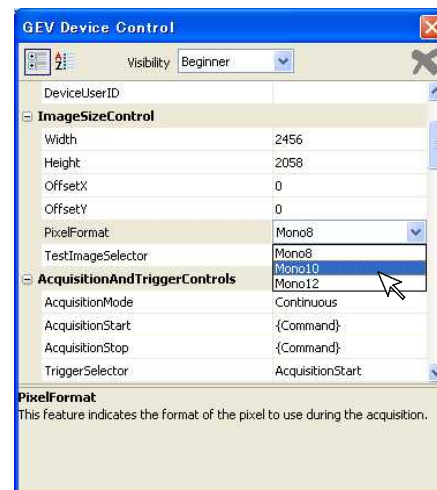 GEV Device Control
Visibility Beginner
DeviceUserID
ImageSizeControl
Width 2456
Height 2058
OffsetX 0
OffsetY 0
PixelFormat Mono8
TestImageSelector Mono8
Mono10
AcquisitionAndTriggerControls Mono12
AcquisitionMode Continuous
AcquisitionStart {Command}
AcquisitionStop {Command}
TriggerSelector AcquisitionStart
PixelFormat
This feature indicates the format of the pixel to use during the acquisition.